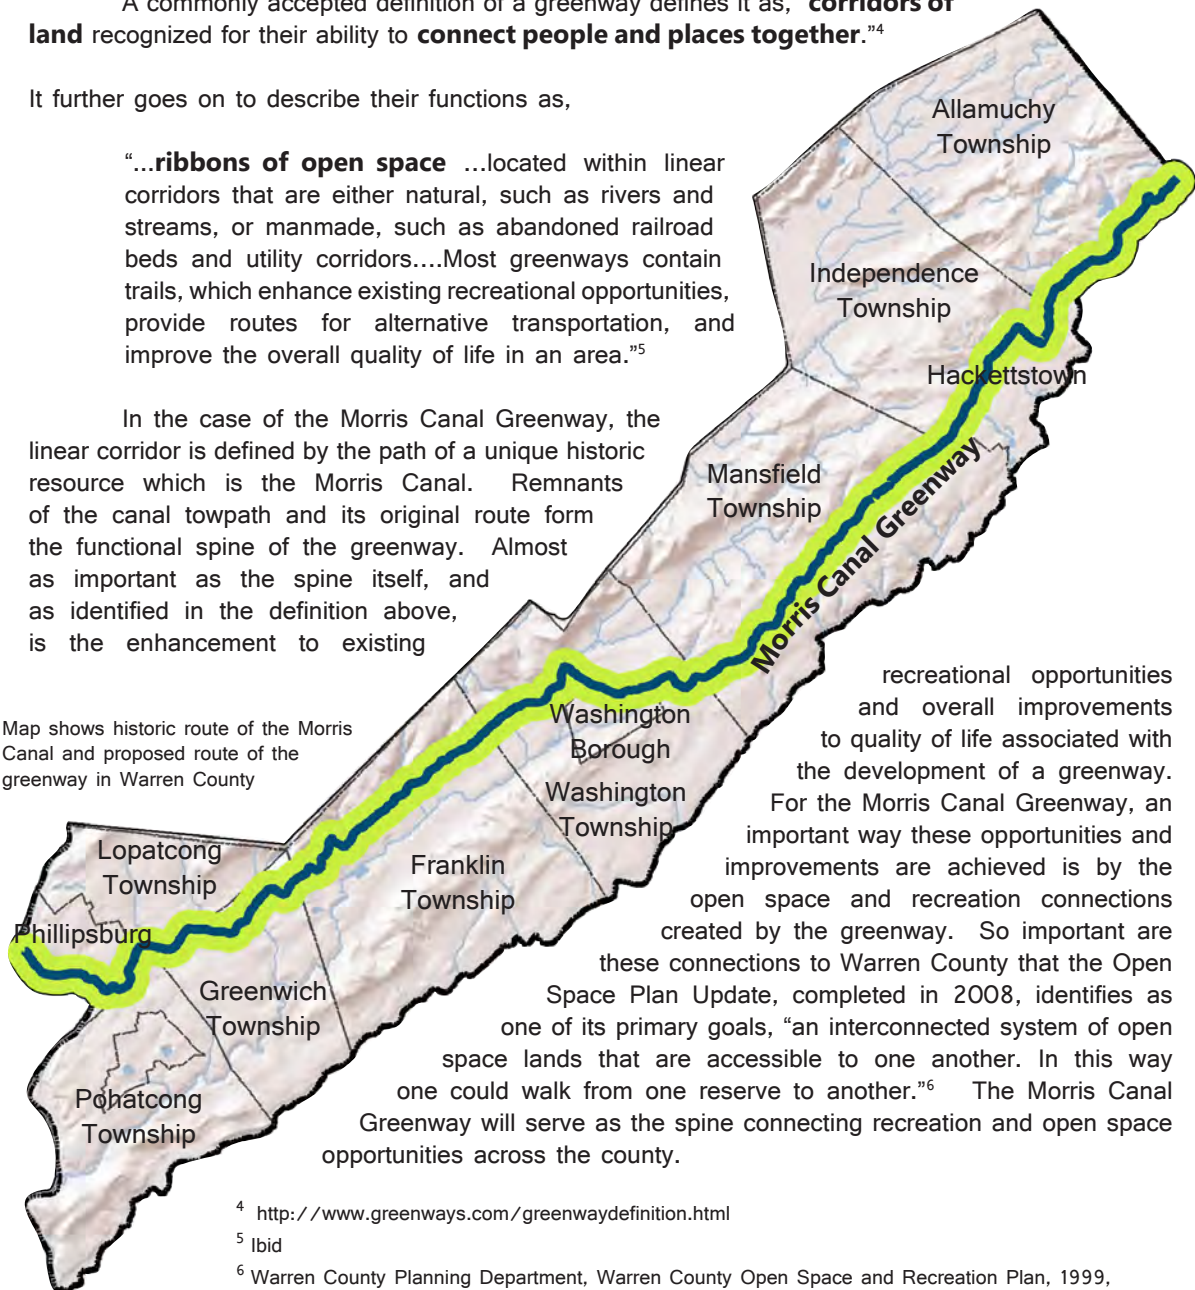 A commonly accepted definition of a greenway defines it as, “corridors of
land recognized for their ability to connect people and places together.”4
It further goes on to describe their functions as,
“...ribbons of open space ...located within linear
corridors that are either natural, such as rivers and
streams, or manmade, such as abandoned railroad
beds and utility corridors....Most greenways contain
trails, which enhance existing recreational opportunities,
provide routes for alternative transportation, and
improve the overall quality of life in an area.”5
In the case of the Morris Canal Greenway, the
linear corridor is defined by the path of a unique historic
resource which is the Morris Canal. Remnants
of the canal towpath and its original route form
the functional spine of the greenway. Almost
as important as the spine itself, and
as identified in the definition above,
is the enhancement to existing
recreational opportunities
and overall improvements
to quality of life associated with
the development of a greenway.
For the Morris Canal Greenway, an
important way these opportunities and
improvements are achieved is by the
open space and recreation connections
created by the greenway. So important are
these connections to Warren County that the Open
Space Plan Update, completed in 2008, identifies as
one of its primary goals, “an interconnected system of open
space lands that are accessible to one another. In this way
one could walk from one reserve to another.”6 The Morris Canal
Greenway will serve as the spine connecting recreation and open space
opportunities across the county.
Map shows historic route of the Morris
Canal and proposed route of the
greenway in Warren County
Allamuchy
Township
Independence
Township
Hackettstown
Mansfield
Township
Morris Canal Greenway
Washington
Borough
Washington
Township
Franklin
Township
Lopatcong
Township
Phillipsburg
Greenwich
Township
Pohatcong
Township
4 http://www.greenways.com/greenwaydefinition.html
5 Ibid
6 Warren County Planning Department, Warren County Open Space and Recreation Plan, 1999,